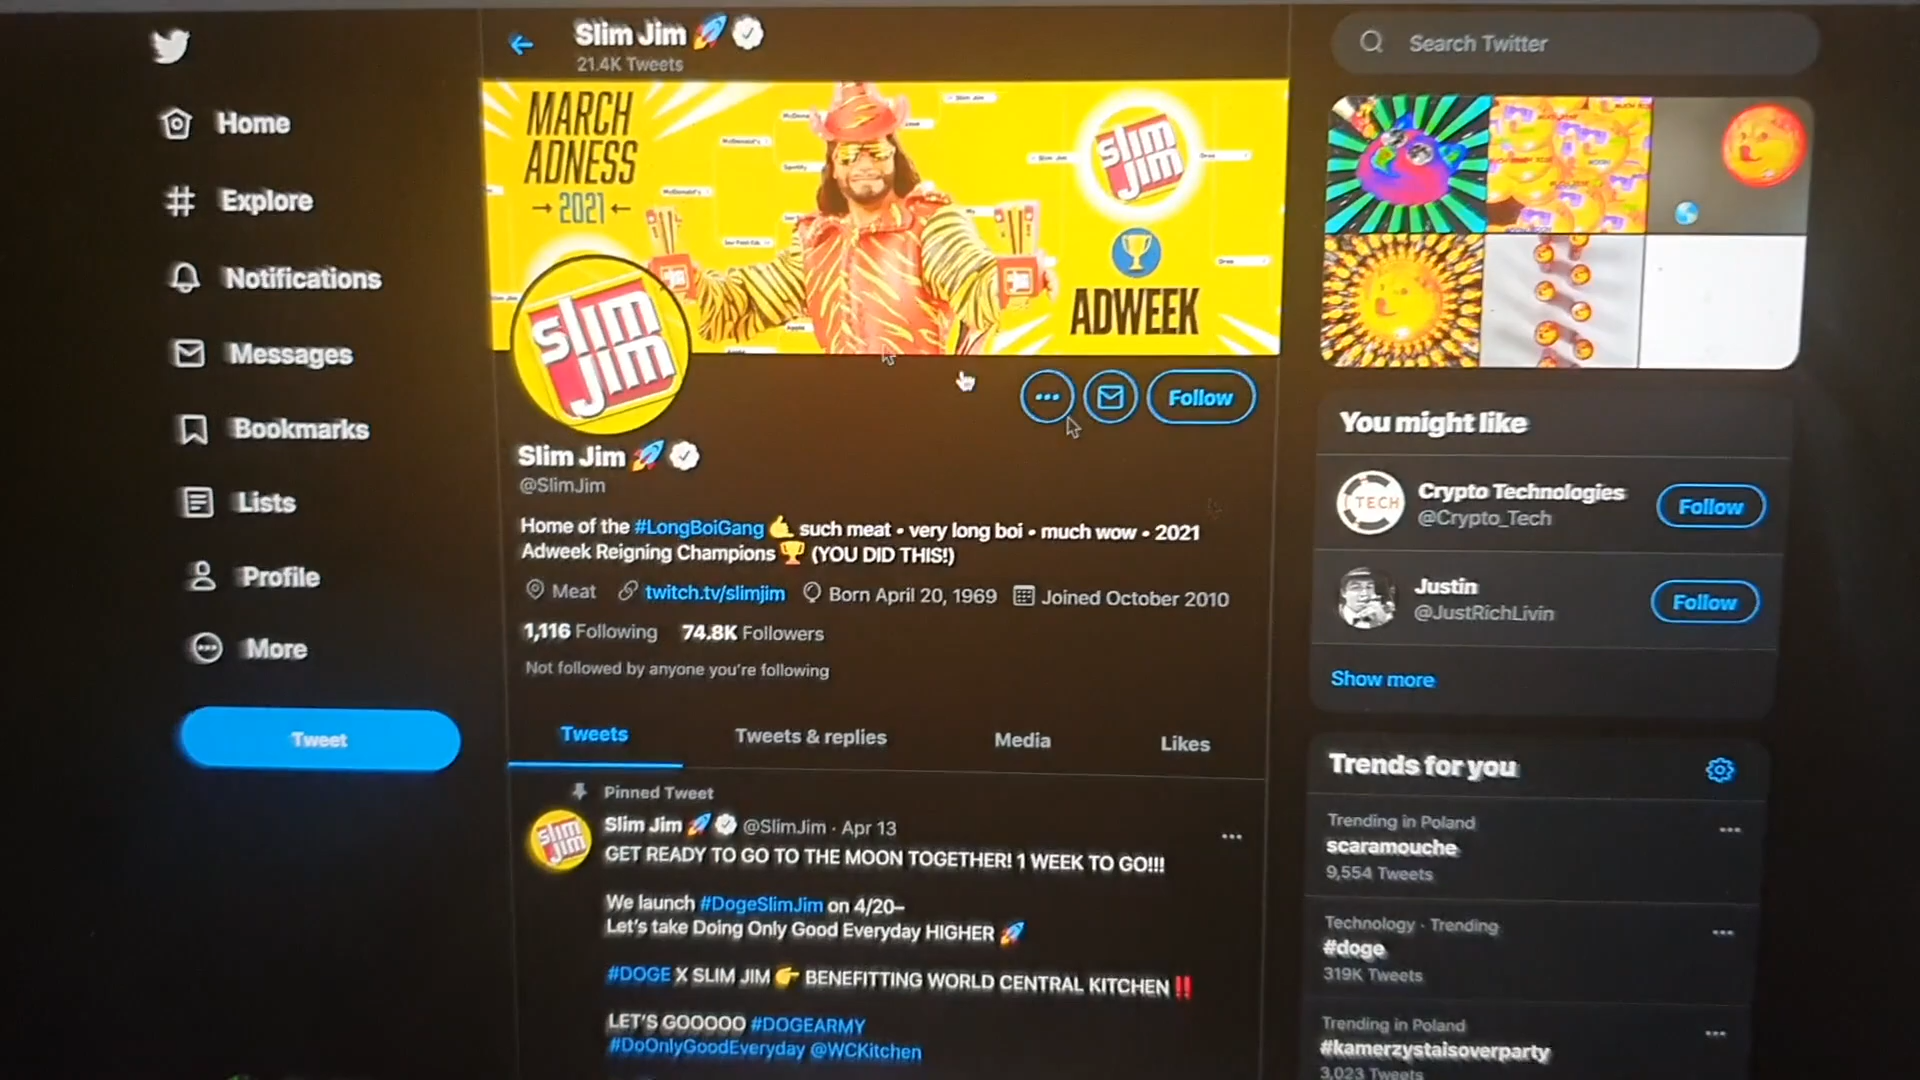 Slim Jim 🚀
21.4K Tweets
Search Twitter
Home
Explore
Notifications
Messages
Bookmarks
Lists
Profile
More
Tweet
MARCH
ADNESS
2021
slim
JIM
ADWEEK
slim
JIM
Follow
Slim Jim 🚀
@SlimJim
Home of the #LongBoiGang 🤙 such meat • very long boi • much wow • 2021
Adweek Reigning Champions 🏆 (YOU DID THIS!)
Meat twitch.tv/slimjim Born April 20, 1969 Joined October 2010
1,116 Following 74.8K Followers
Not followed by anyone you're following
Tweets Tweets & replies Media Likes
Pinned Tweet
slim
JIM
Slim Jim 🚀 @SlimJim · Apr 13
GET READY TO GO TO THE MOON TOGETHER! 1 WEEK TO GO!!!
We launch #DogeSlimJim on 4/20–
Let's take Doing Only Good Everyday HIGHER 🚀
#DOGE X SLIM JIM 👉 BENEFITTING WORLD CENTRAL KITCHEN ‼️
LET'S GOOOOO #DOGEARMY
#DoOnlyGoodEveryday @WCKitchen
You might like
TECH
Crypto Technologies
@Crypto_Tech
Follow
Justin
@JustRichLivin
Follow
Show more
Trends for you
Trending in Poland
scaramouche
9,554 Tweets
Technology · Trending
#doge
319K Tweets
Trending in Poland
#kamerzystaisoverparty
3,023 Tweets